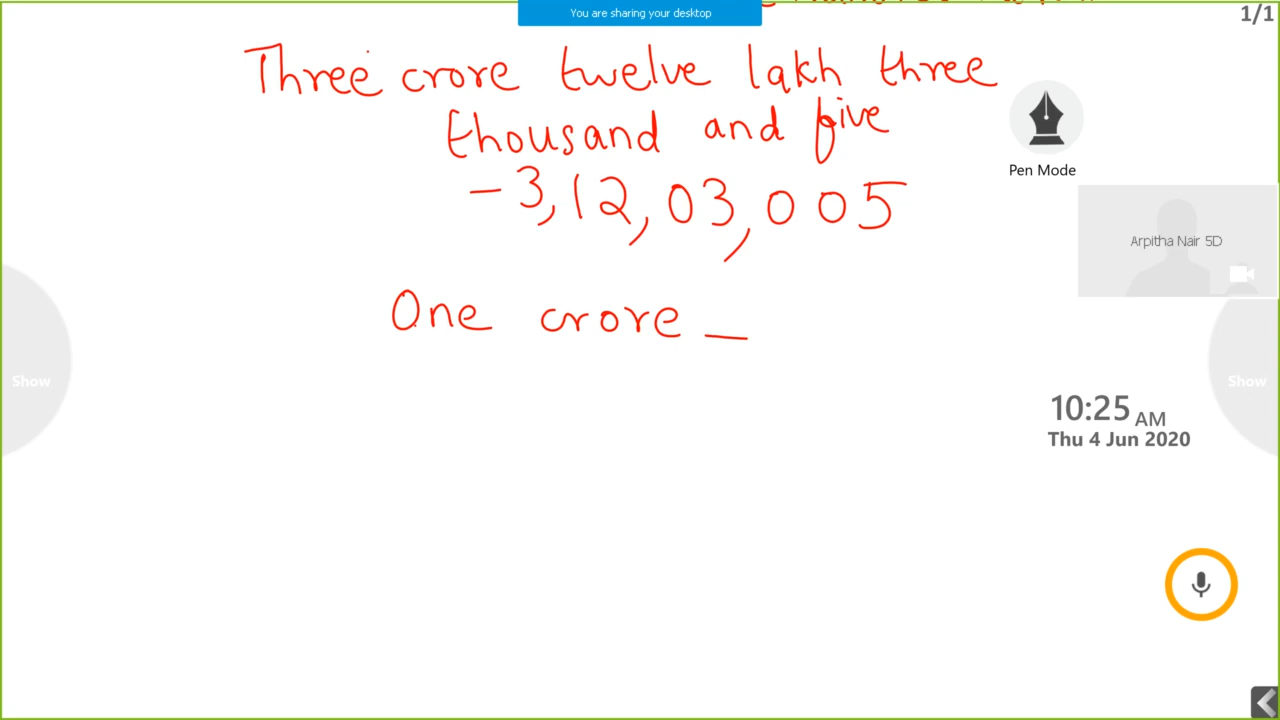 You are sharing your desktop
1/1
Three crore twelve lakh three
thousand and five
- 3,12,03,005
Pen Mode
Arpitha Nair 5D
One crore _
Show
Show
10:25 AM
Thu 4 Jun 2020